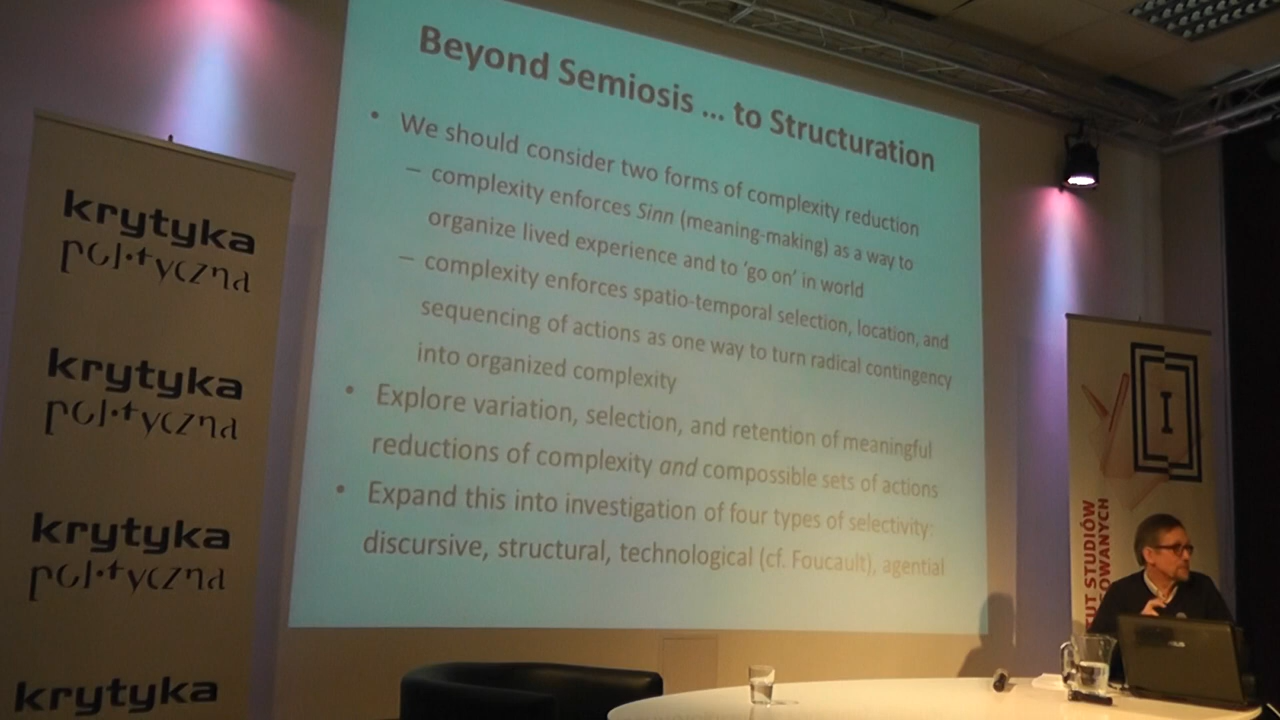 Beyond Semiosis ... to Structuration
• We should consider two forms of complexity reduction
– complexity enforces Sinn (meaning-making) as a way to
organize lived experience and to ‘go on’ in world
– complexity enforces spatio-temporal selection, location, and
sequencing of actions as one way to turn radical contingency
into organized complexity
• Explore variation, selection, and retention of meaningful
reductions of complexity and compossible sets of actions
• Expand this into investigation of four types of selectivity:
discursive, structural, technological (cf. Foucault), agential
krytyka
polityczna
krytyka
polityczna
krytyka
polityczna
krytyka
I
STUDIÓW